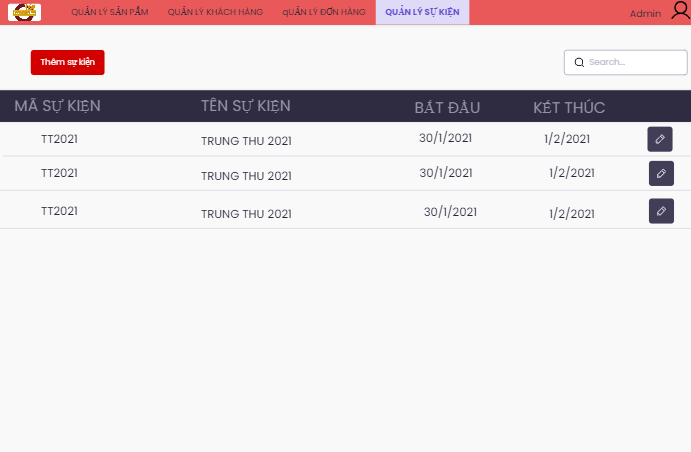 QUẢN LÝ SẢN PẨM QUẢN LÝ KHÁCH HÀNG qUẢN LÝ ĐƠN HÀNG QUẢN LÝ SỰ KIỆN Admin
Thêm sự kiện Search...
MÃ SỰ KIỆN TÊN SỰ KIỆN BẮT ĐẦU KẾT THÚC
TT2021 TRUNG THU 2021 30/1/2021 1/2/2021
TT2021 TRUNG THU 2021 30/1/2021 1/2/2021
TT2021 TRUNG THU 2021 30/1/2021 1/2/2021